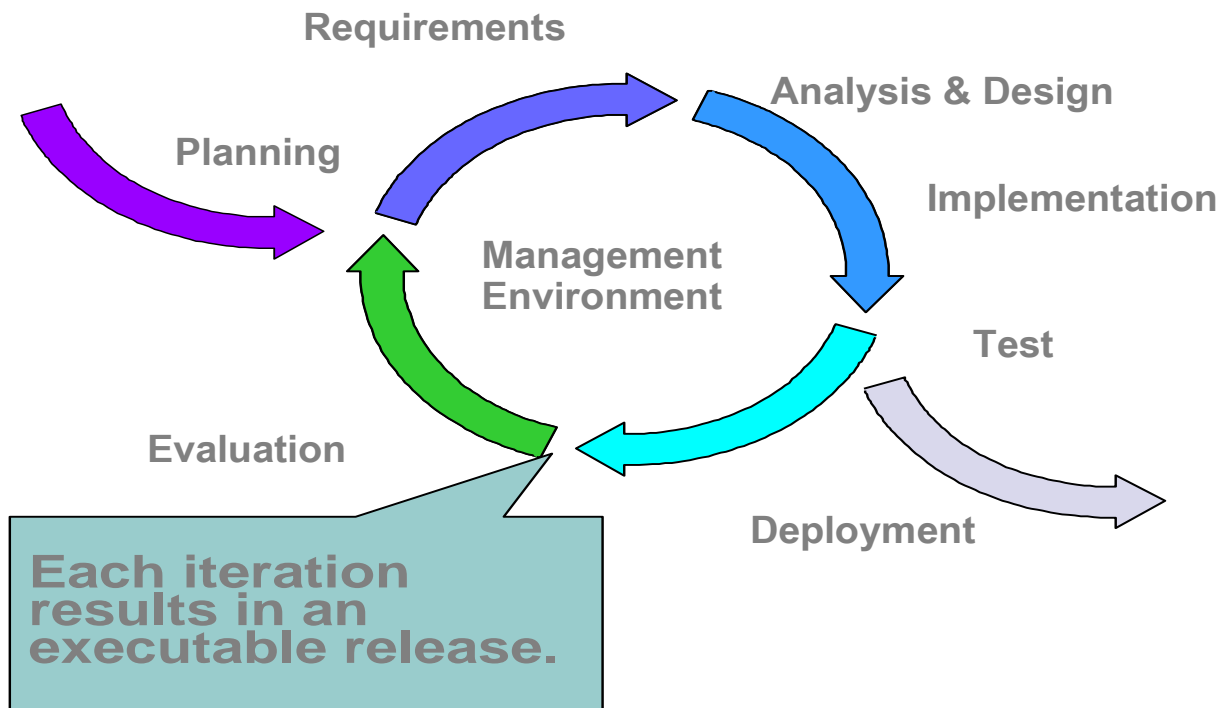 Requirements
Analysis & Design
Planning
Implementation
Management
Environment
Test
Evaluation
Deployment
Each iteration
results in an
executable release.